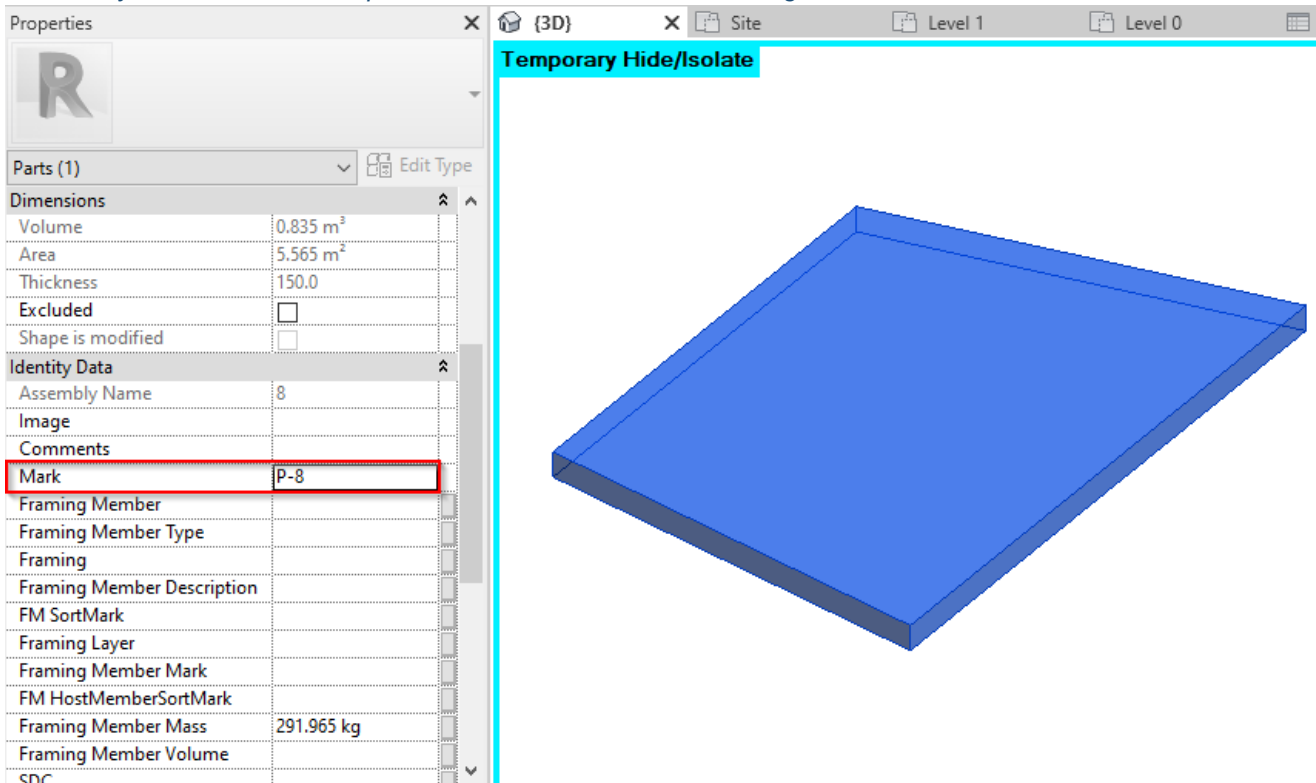 Properties
{3D}
Site
Level 1
Level 0
Temporary Hide/Isolate
R
Parts (1)
Edit Type
Dimensions
Volume 0.835 m³
Area 5.565 m²
Thickness 150.0
Excluded
Shape is modified
Identity Data
Assembly Name 8
Image
Comments
Mark P-8
Framing Member
Framing Member Type
Framing
Framing Member Description
FM SortMark
Framing Layer
Framing Member Mark
FM HostMemberSortMark
Framing Member Mass 291.965 kg
Framing Member Volume
SDC